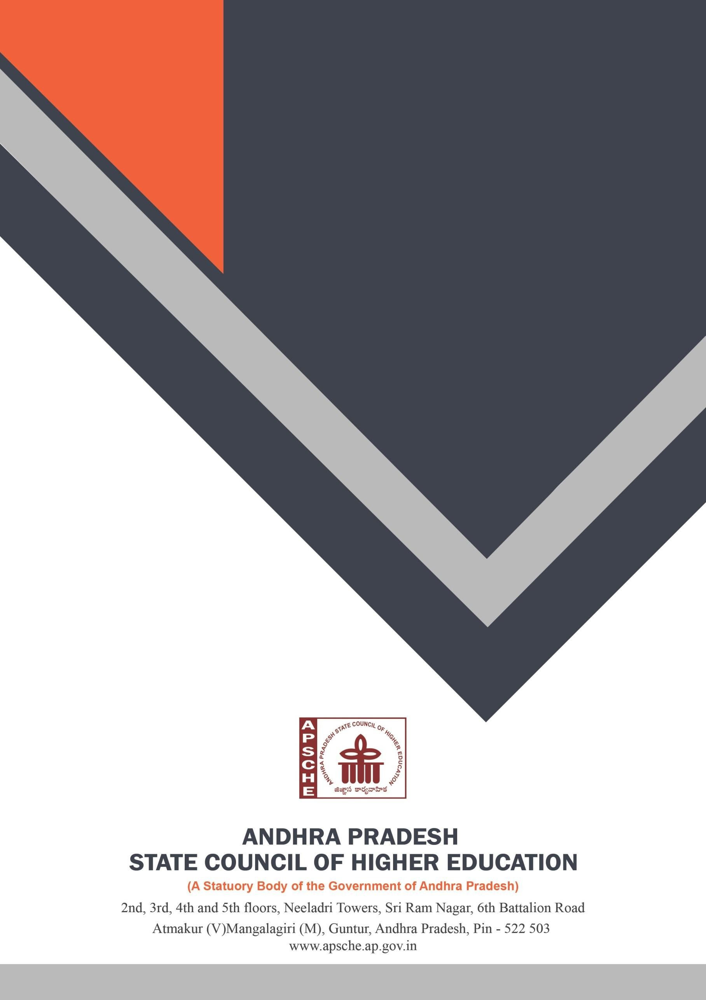 APSCHE
ANDHRA PRADESH STATE COUNCIL OF HIGHER EDUCATION
జిజ్ఞాస కార్యవాహిక
ANDHRA PRADESH
STATE COUNCIL OF HIGHER EDUCATION
(A Statuory Body of the Government of Andhra Pradesh)
2nd, 3rd, 4th and 5th floors, Neeladri Towers, Sri Ram Nagar, 6th Battalion Road
Atmakur (V)Mangalagiri (M), Guntur, Andhra Pradesh, Pin - 522 503
www.apsche.ap.gov.in